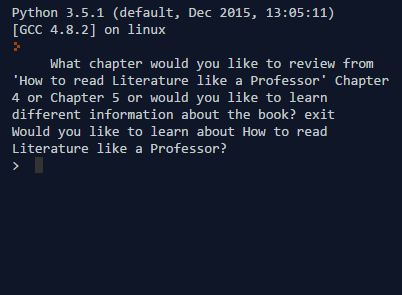 Python 3.5.1 (default, Dec 2015, 13:05:11)
[GCC 4.8.2] on linux
>
What chapter would you like to review from
'How to read Literature like a Professor' Chapter
4 or Chapter 5 or would you like to learn
different information about the book? exit
Would you like to learn about How to read
Literature like a Professor?
>